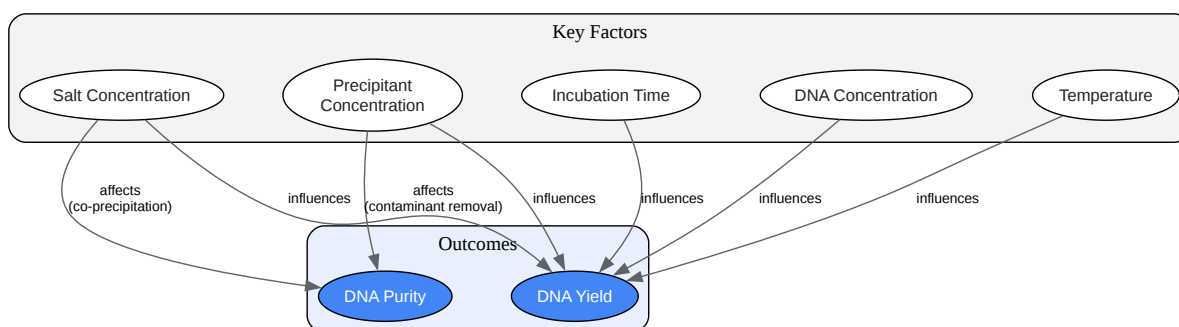 Key Factors
Salt Concentration
Precipitant
Concentration
Incubation Time
DNA Concentration
Temperature
affects
(co-precipitation)
influences
affects
(contaminant removal)
influences
influences
influences
influences
Outcomes
DNA Purity
DNA Yield